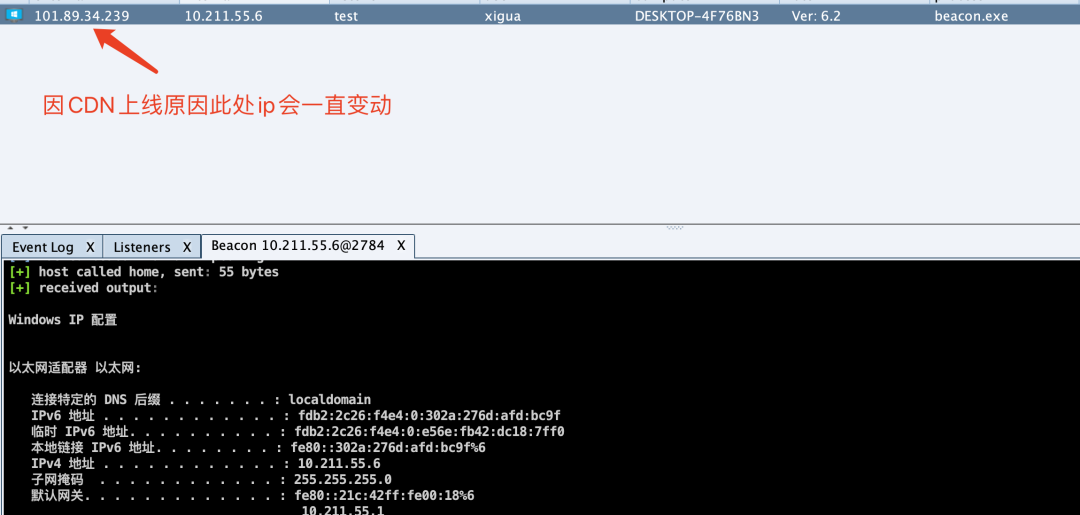 101.89.34.239 10.211.55.6 test xigua DESKTOP-4F76BN3 Ver: 6.2 beacon.exe
因CDN上线原因此处ip会一直变动
Event Log X Listeners X Beacon 10.211.55.6@2784 X
[+] host called home, sent: 55 bytes
[+] received output:
Windows IP 配置
以太网适配器 以太网:
连接特定的 DNS 后缀 . . . . . . . : localdomain
IPv6 地址 . . . . . . . . . . . . : fdb2:2c26:f4e4:0:302a:276d:afd:bc9f
临时 IPv6 地址. . . . . . . . . . : fdb2:2c26:f4e4:0:e56e:fb42:dc18:7ff0
本地链接 IPv6 地址. . . . . . . . : fe80::302a:276d:afd:bc9f%6
IPv4 地址 . . . . . . . . . . . . : 10.211.55.6
子网掩码 . . . . . . . . . . . . : 255.255.255.0
默认网关. . . . . . . . . . . . . : fe80::21c:42ff:fe00:18%6
10.211.55.1